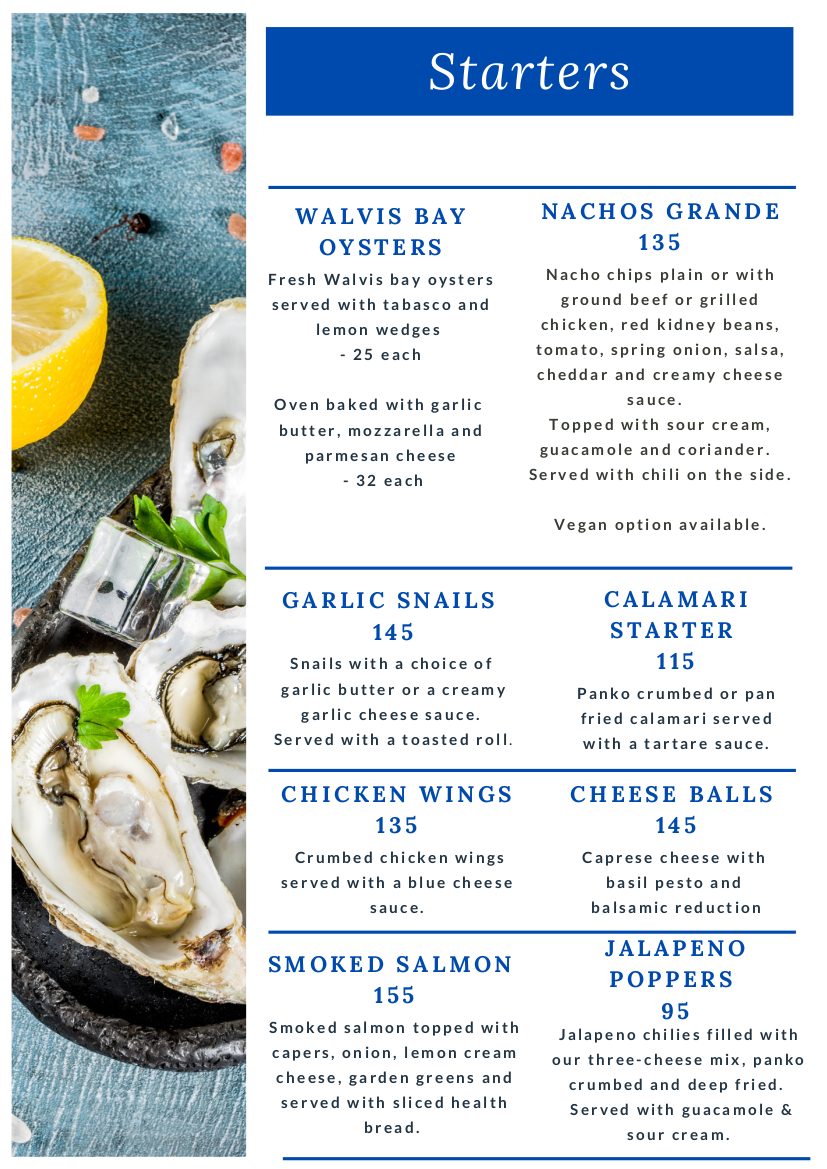 Starters
WALVIS BAY
OYSTERS
Fresh Walvis bay oysters
served with tabasco and
lemon wedges
- 25 each
Oven baked with garlic
butter, mozzarella and
parmesan cheese
- 32 each
NACHOS GRANDE
135
Nacho chips plain or with
ground beef or grilled
chicken, red kidney beans,
tomato, spring onion, salsa,
cheddar and creamy cheese
sauce.
Topped with sour cream,
guacamole and coriander.
Served with chili on the side.
Vegan option available.
GARLIC SNAILS
145
Snails with a choice of
garlic butter or a creamy
garlic cheese sauce.
Served with a toasted roll.
CALAMARI
STARTER
115
Panko crumbed or pan
fried calamari served
with a tartare sauce.
CHICKEN WINGS
135
Crumbed chicken wings
served with a blue cheese
sauce.
CHEESE BALLS
145
Caprese cheese with
basil pesto and
balsamic reduction
SMOKED SALMON
155
Smoked salmon topped with
capers, onion, lemon cream
cheese, garden greens and
served with sliced health
bread.
JALAPENO
POPPERS
95
Jalapeno chilies filled with
our three-cheese mix, panko
crumbed and deep fried.
Served with guacamole &
sour cream.